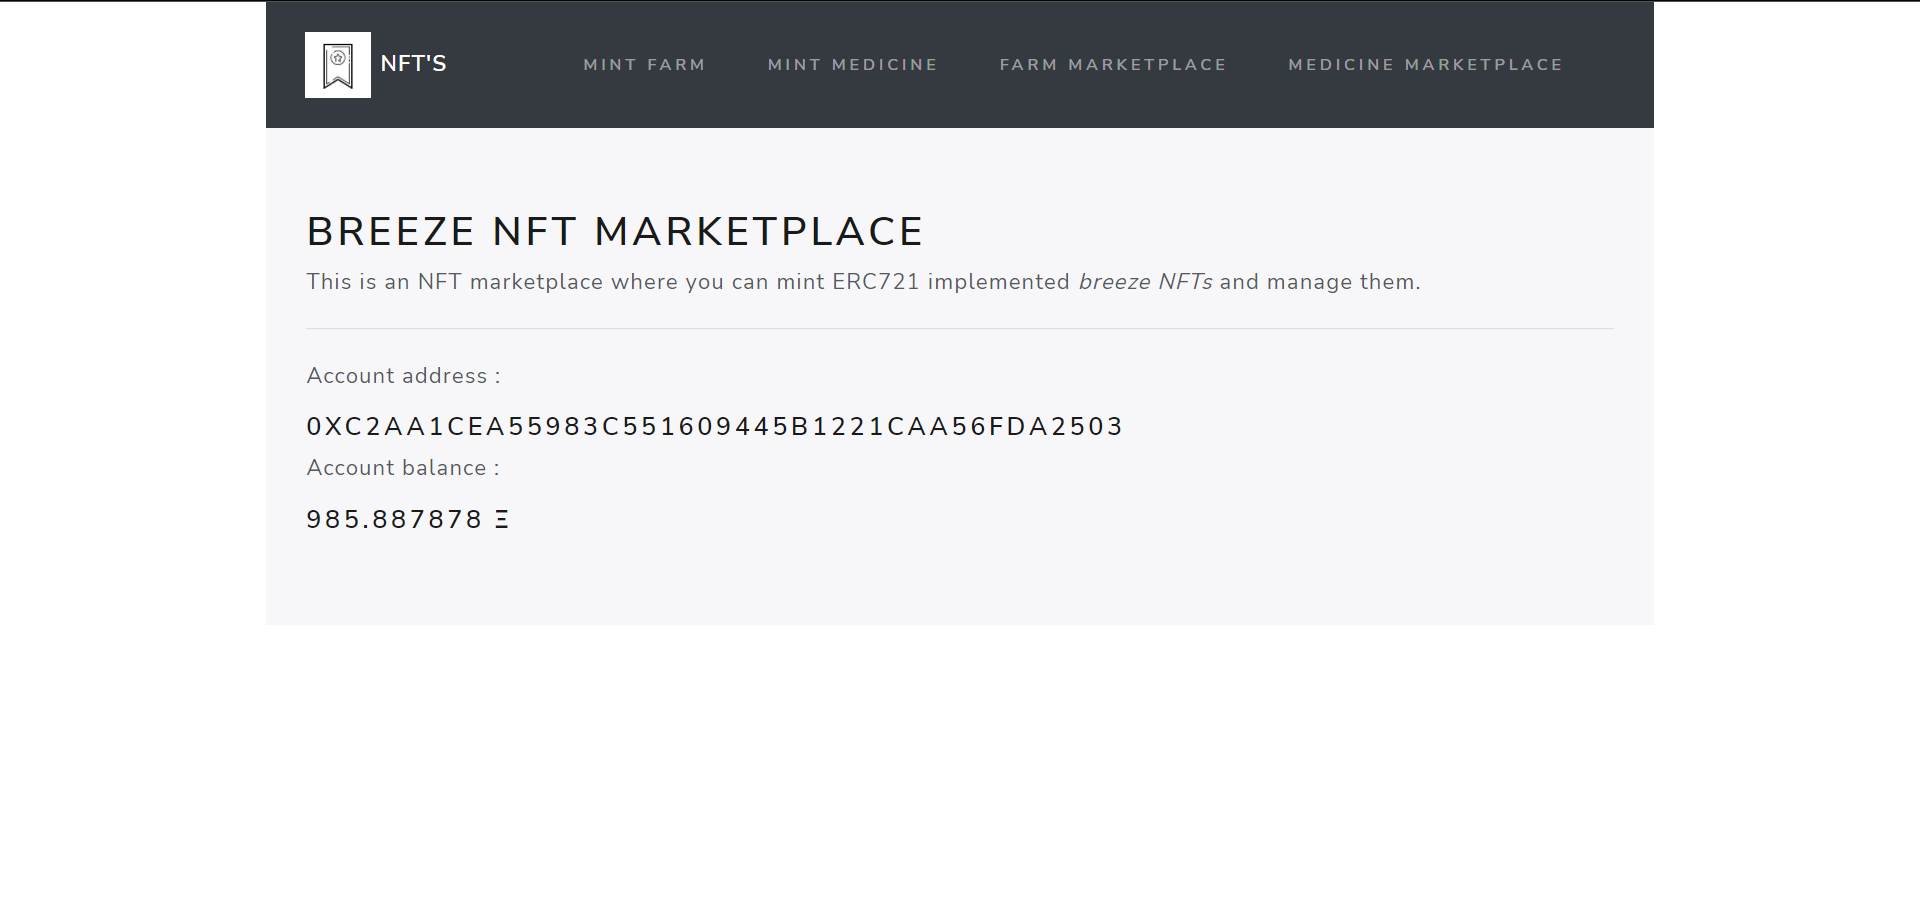 NFT'S
MINT FARM
MINT MEDICINE
FARM MARKETPLACE
MEDICINE MARKETPLACE
BREEZE NFT MARKETPLACE
This is an NFT marketplace where you can mint ERC721 implemented breeze NFTs and manage them.
Account address :
0XC2AA1CEA55983C551609445B1221CAA56FDA2503
Account balance :
985.887878 Ξ